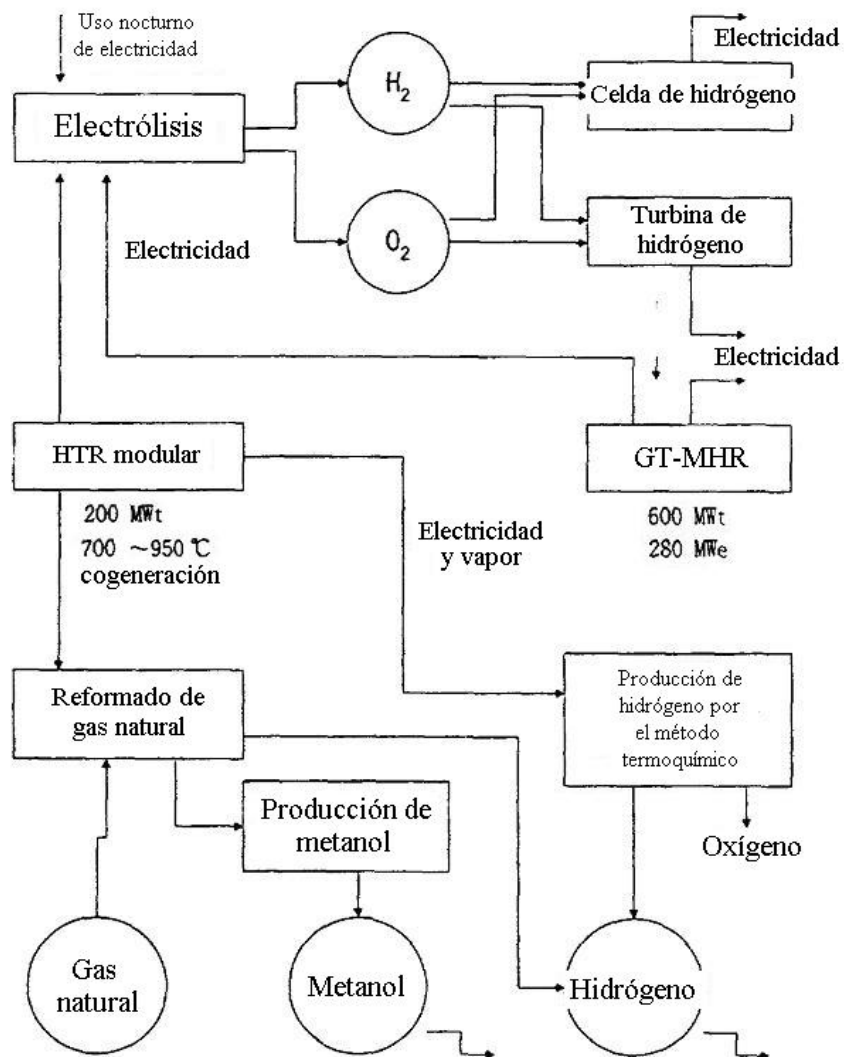 Uso nocturno
de electricidad
Electricidad
H2
Electrólisis
Celda de hidrógeno
Turbina de
hidrógeno
O2
Electricidad
Electricidad
HTR modular
GT-MHR
200 MWt
700 ~950 ℃
cogeneración
Electricidad
y vapor
600 MWt
280 MWe
Reformado de
gas natural
Producción de
hidrógeno por
el método
termoquímico
Producción de
metanol
Oxígeno
Gas
natural
Metanol
Hidrógeno